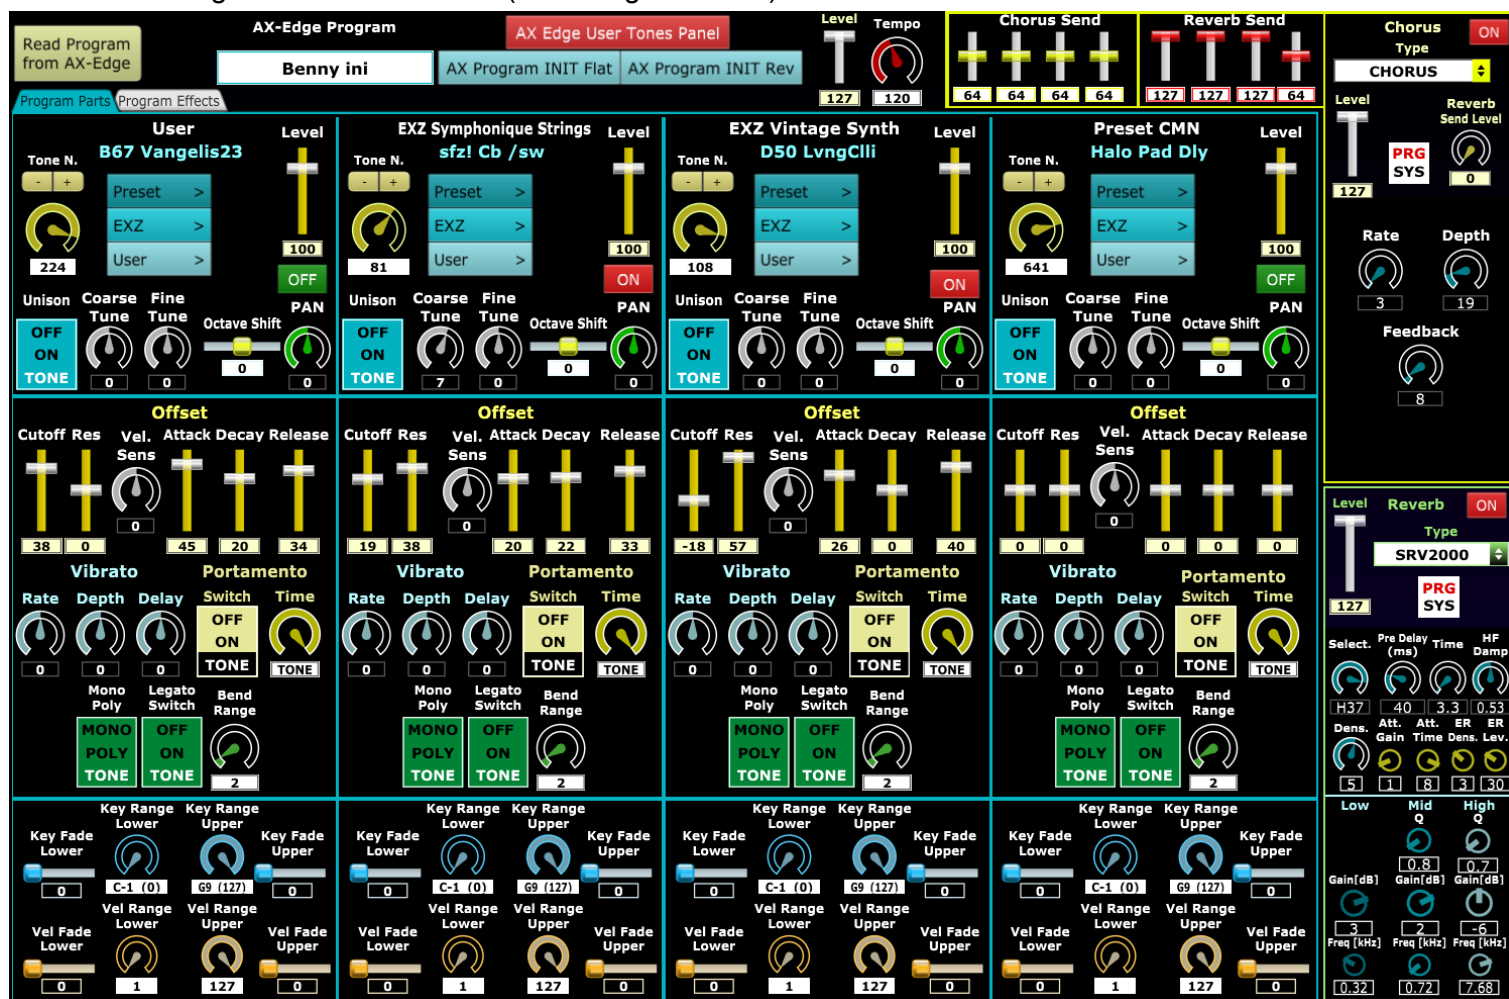 Read Program
from AX-Edge
AX-Edge Program
Benny ini
AX Edge User Tones Panel
AX Program INIT Flat
AX Program INIT Rev
Level
127
Tempo
120
Chorus Send
64 64 64 64
Reverb Send
127 127 127 64
Program Parts
Program Effects
User
B67 Vangelis23
Tone N.
- +
224
Preset >
EXZ >
User >
Level
100
OFF
Unison
OFF
ON
TONE
Coarse
Tune
0
Fine
Tune
0
Octave Shift
0
PAN
0
EXZ Symphonique Strings
sfz! Cb /sw
Tone N.
- +
81
Preset >
EXZ >
User >
Level
100
ON
Unison
OFF
ON
TONE
Coarse
Tune
7
Fine
Tune
0
Octave Shift
0
PAN
0
EXZ Vintage Synth
D50 LvngClli
Tone N.
- +
108
Preset >
EXZ >
User >
Level
100
ON
Unison
OFF
ON
TONE
Coarse
Tune
0
Fine
Tune
0
Octave Shift
0
PAN
0
Preset CMN
Halo Pad Dly
Tone N.
- +
641
Preset >
EXZ >
User >
Level
100
OFF
Unison
OFF
ON
TONE
Coarse
Tune
0
Fine
Tune
0
Octave Shift
0
PAN
0
Offset
Cutoff Res Vel. Sens Attack Decay Release
38 0 0 45 20 34
Vibrato
Rate Depth Delay
0 0 0
Portamento
Switch Time
OFF
ON
TONE
TONE
Mono
Poly
MONO
POLY
TONE
Legato
Switch
OFF
ON
TONE
Bend
Range
2
Offset
Cutoff Res Vel. Sens Attack Decay Release
19 38 0 20 22 33
Vibrato
Rate Depth Delay
0 0 0
Portamento
Switch Time
OFF
ON
TONE
TONE
Mono
Poly
MONO
POLY
TONE
Legato
Switch
OFF
ON
TONE
Bend
Range
2
Offset
Cutoff Res Vel. Sens Attack Decay Release
-18 57 0 26 0 40
Vibrato
Rate Depth Delay
0 0 0
Portamento
Switch Time
OFF
ON
TONE
TONE
Mono
Poly
MONO
POLY
TONE
Legato
Switch
OFF
ON
TONE
Bend
Range
2
Offset
Cutoff Res Vel. Sens Attack Decay Release
0 0 0 0 0 0
Vibrato
Rate Depth Delay
0 0 0
Portamento
Switch Time
OFF
ON
TONE
TONE
Mono
Poly
MONO
POLY
TONE
Legato
Switch
OFF
ON
TONE
Bend
Range
2
Key Fade
Lower
0
Key Range
Lower
C-1 (0)
Key Range
Upper
G9 (127)
Key Fade
Upper
0
Vel Fade
Lower
0
Vel Range
Lower
1
Vel Range
Upper
127
Vel Fade
Upper
0
Key Fade
Lower
0
Key Range
Lower
C-1 (0)
Key Range
Upper
G9 (127)
Key Fade
Upper
0
Vel Fade
Lower
0
Vel Range
Lower
1
Vel Range
Upper
127
Vel Fade
Upper
0
Key Fade
Lower
0
Key Range
Lower
C-1 (0)
Key Range
Upper
G9 (127)
Key Fade
Upper
0
Vel Fade
Lower
0
Vel Range
Lower
1
Vel Range
Upper
127
Vel Fade
Upper
0
Key Fade
Lower
0
Key Range
Lower
C-1 (0)
Key Range
Upper
G9 (127)
Key Fade
Upper
0
Vel Fade
Lower
0
Vel Range
Lower
1
Vel Range
Upper
127
Vel Fade
Upper
0
Chorus
ON
Type
CHORUS
Level
127
PRG
SYS
Reverb
Send Level
0
Rate
3
Depth
19
Feedback
8
Level
127
Reverb
ON
Type
SRV2000
PRG
SYS
Select. Pre Delay (ms) Time HF Damp
H37 40 3.3 0.53
Dens. Att. Gain Att. Time ER Dens. ER Lev.
5 1 8 3 30
Low Mid High
Q Q
0.8 0.7
Gain[dB] Gain[dB] Gain[dB]
3 2 -6
Freq [kHz] Freq [kHz] Freq [kHz]
0.32 0.72 7.68